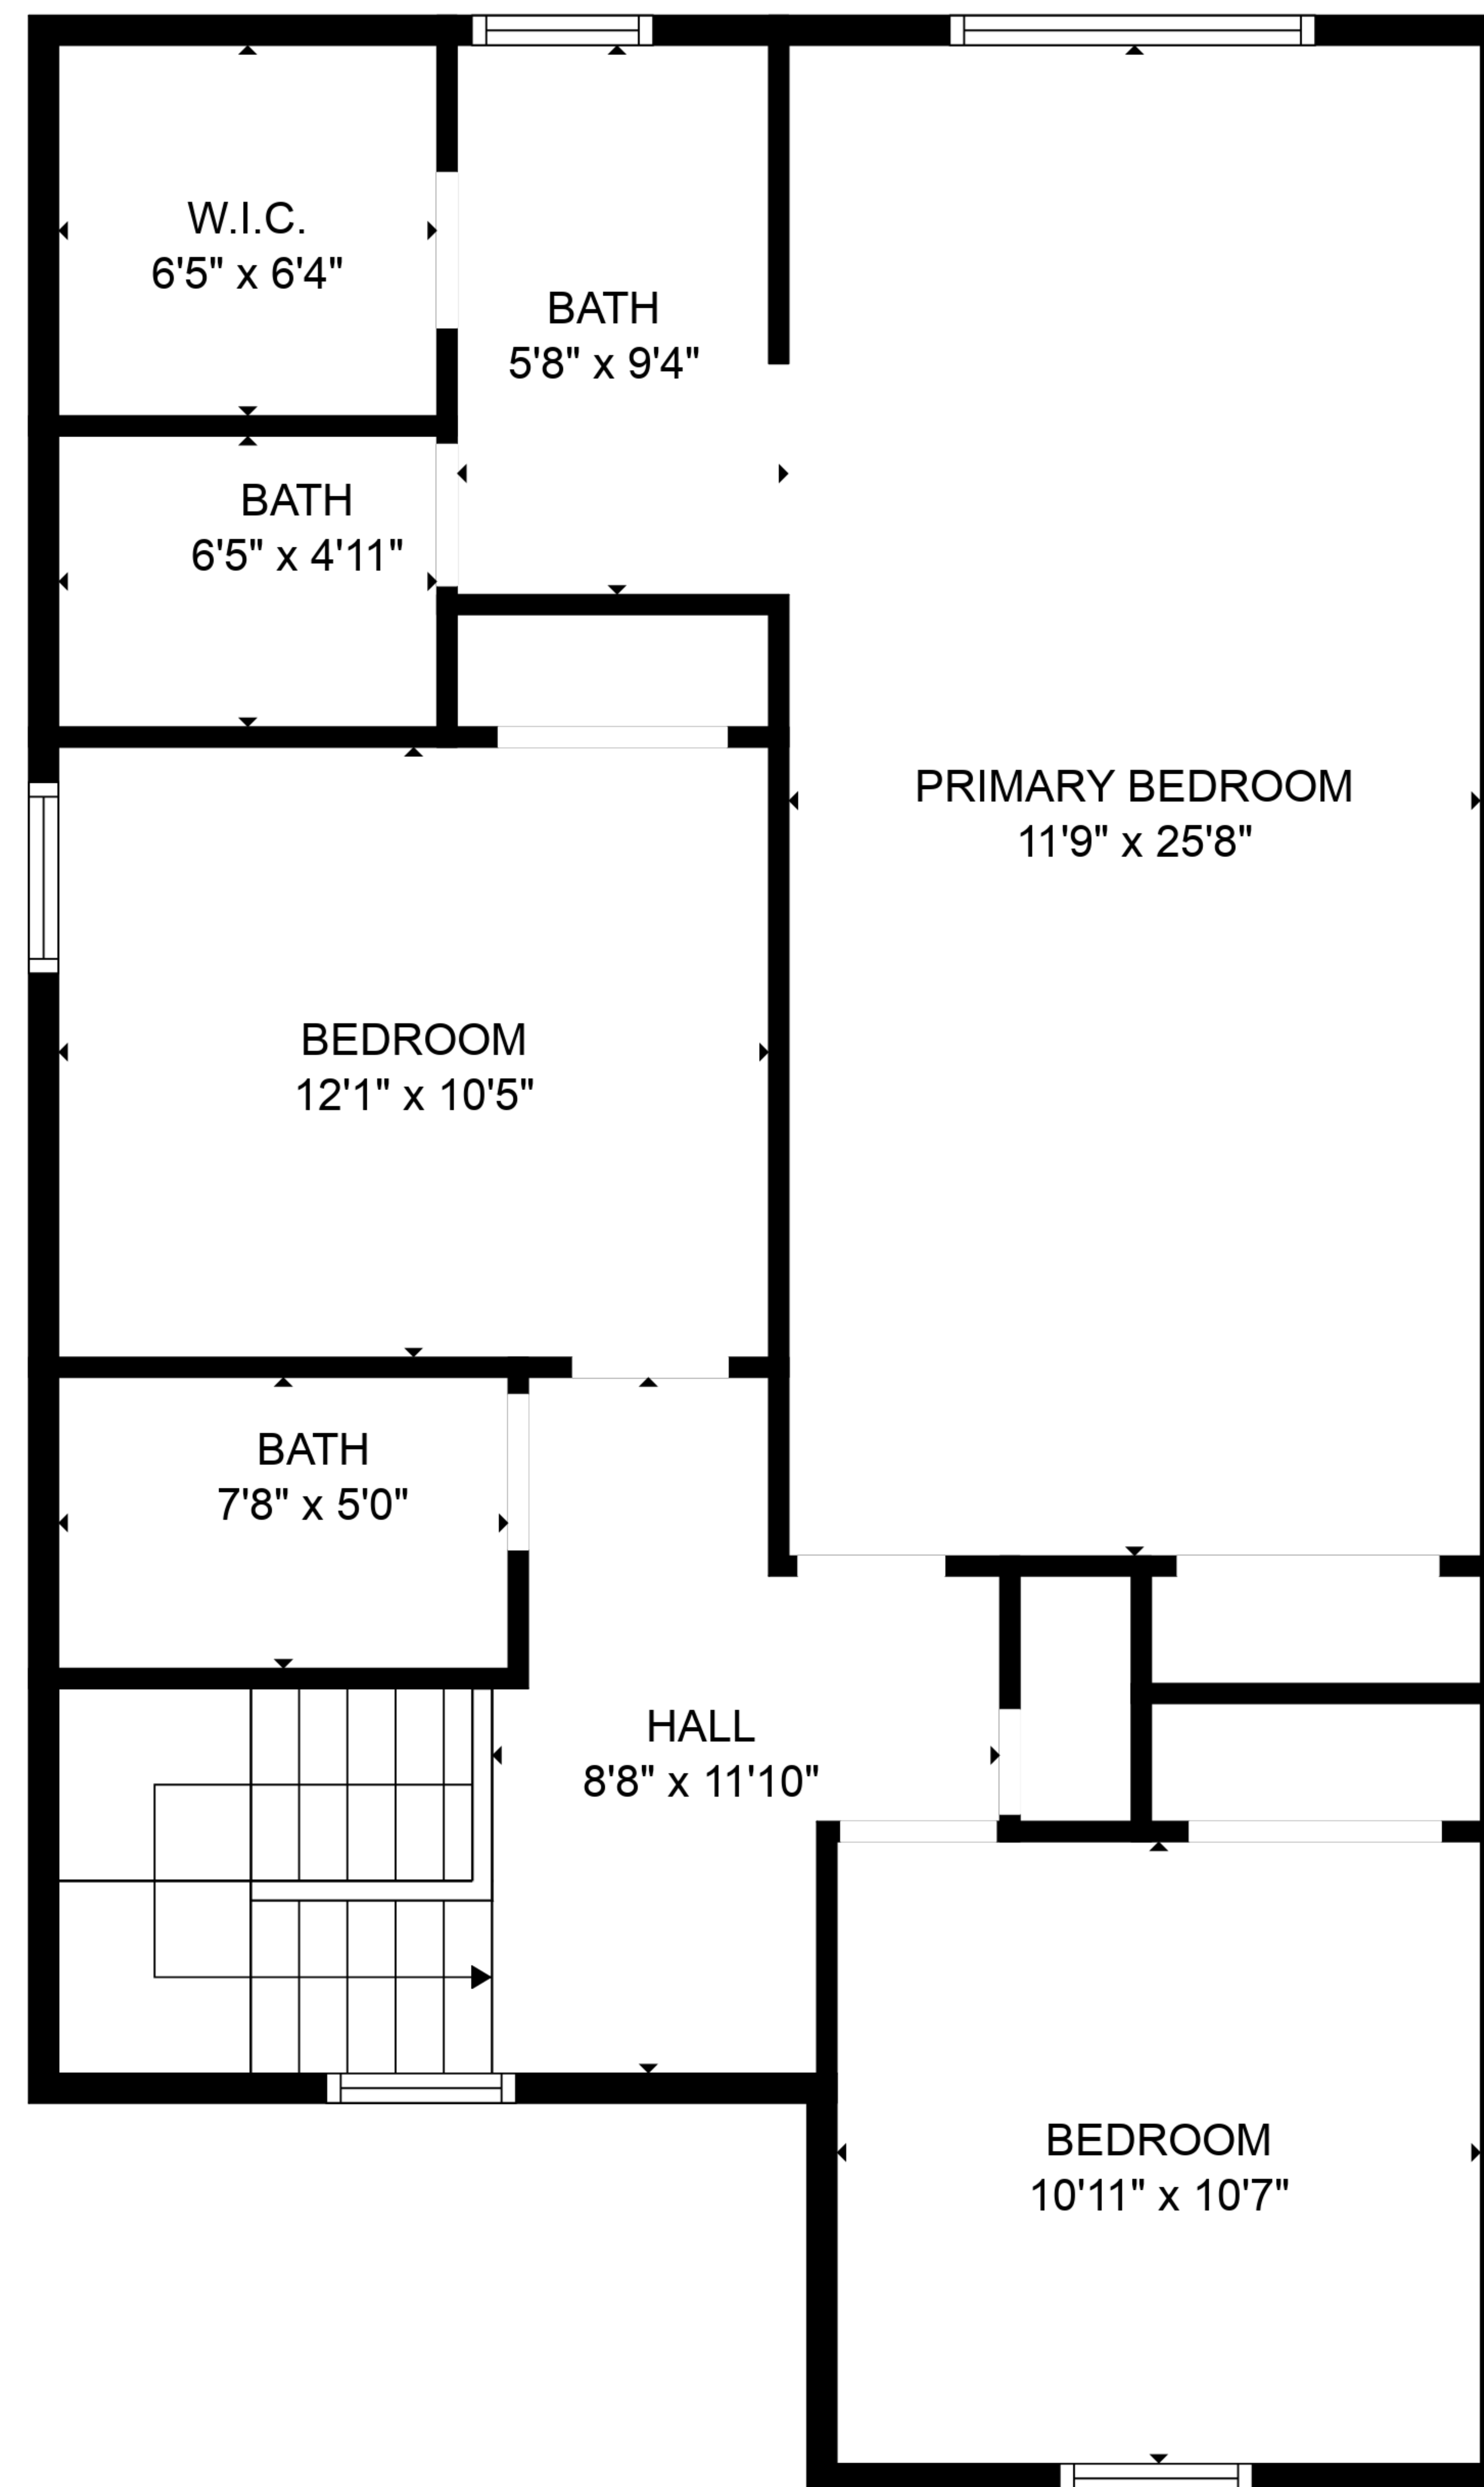 W.I.C.
6'5" x 6'4"
BATH
5'8" x 9'4"
BATH
6'5" x 4'11"
PRIMARY BEDROOM
11'9" x 25'8"
BEDROOM
12'1" x 10'5"
BATH
7'8" x 5'0"
HALL
8'8" x 11'10"
BEDROOM
10'11" x 10'7"